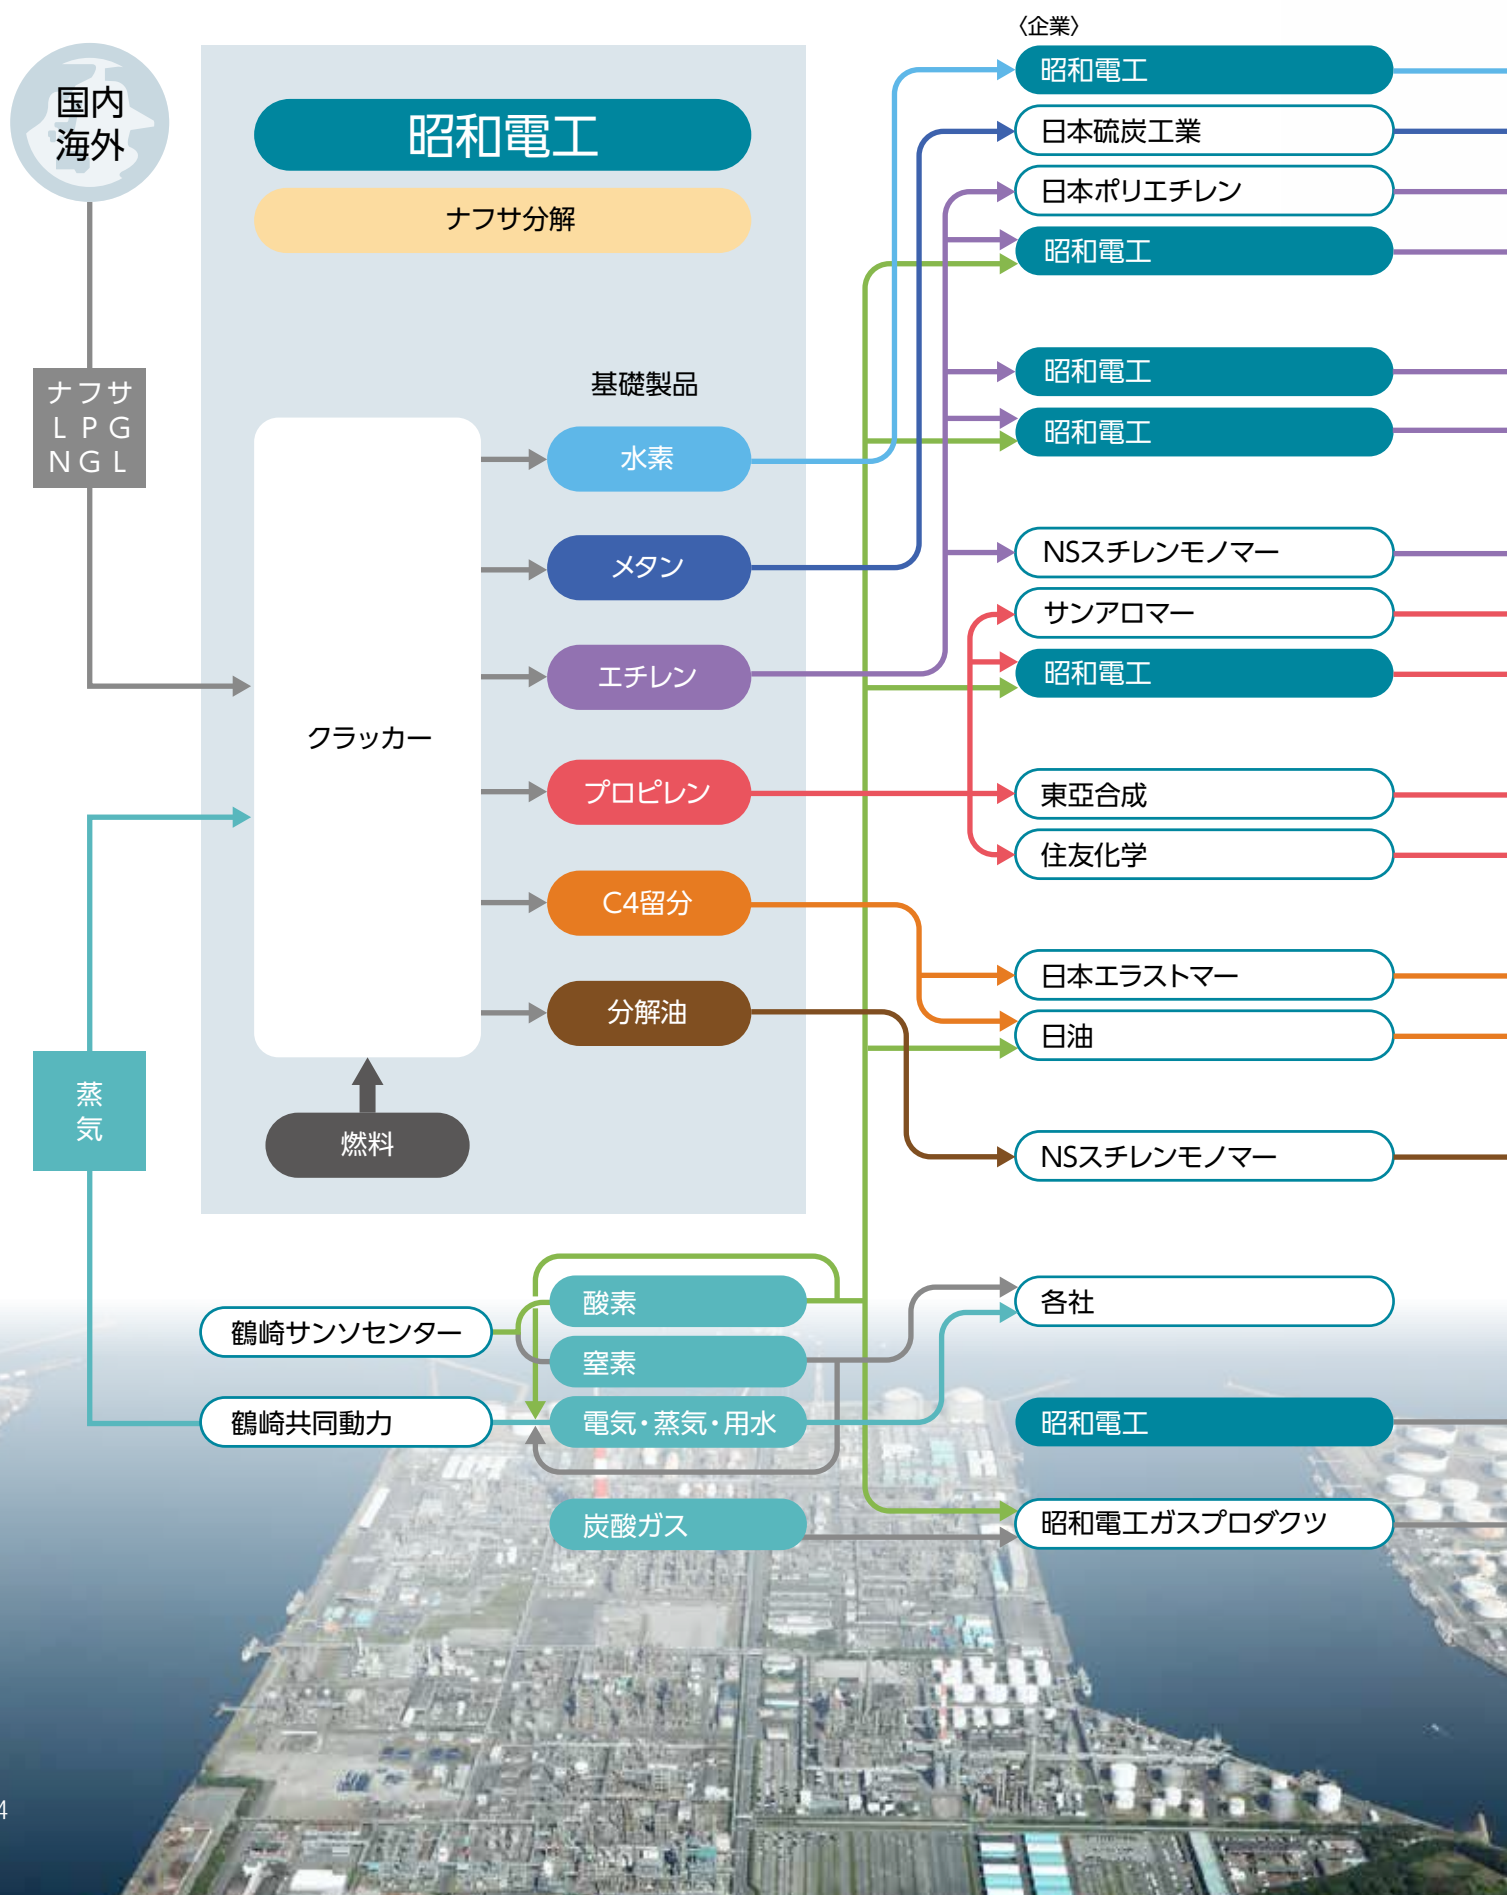 〈企業〉
国内
海外
昭和電工
ナフサ分解
ナフサ
LPG
NGL
基礎製品
クラッカー
水素
メタン
エチレン
プロピレン
C4留分
分解油
燃料
蒸
気
昭和電工
日本硫炭工業
日本ポリエチレン
昭和電工
昭和電工
昭和電工
NSスチレンモノマー
サンアロマー
昭和電工
東亞合成
住友化学
日本エラストマー
日油
NSスチレンモノマー
鶴崎サンソセンター
鶴崎共同動力
酸素
窒素
電気・蒸気・用水
炭酸ガス
各社
昭和電工
昭和電工ガスプロダクツ
4